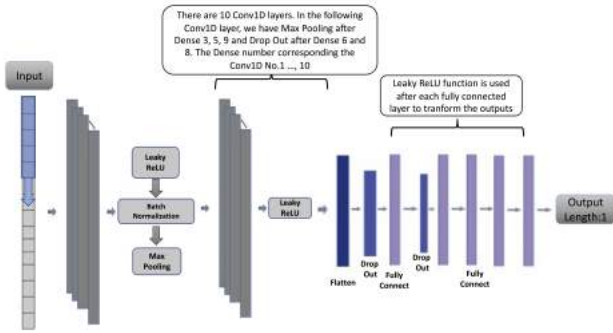 There are 10 Conv1D layers. In the following
Conv1D layer, we have Max Pooling after
Dense 3, 5, 9 and Drop Out after Dense 6 and
8. The Dense number corresponding the
Conv1D No.1 ..., 10
Input
Leaky ReLU function is used
after each fully connected
layer to tranform the outputs
Leaky
ReLU
Batch
Normalization
Max
Pooling
Leaky
ReLU
Flatten
Drop
Out
Fully
Connect
Drop
Out
Fully
Connect
Output
Length:1